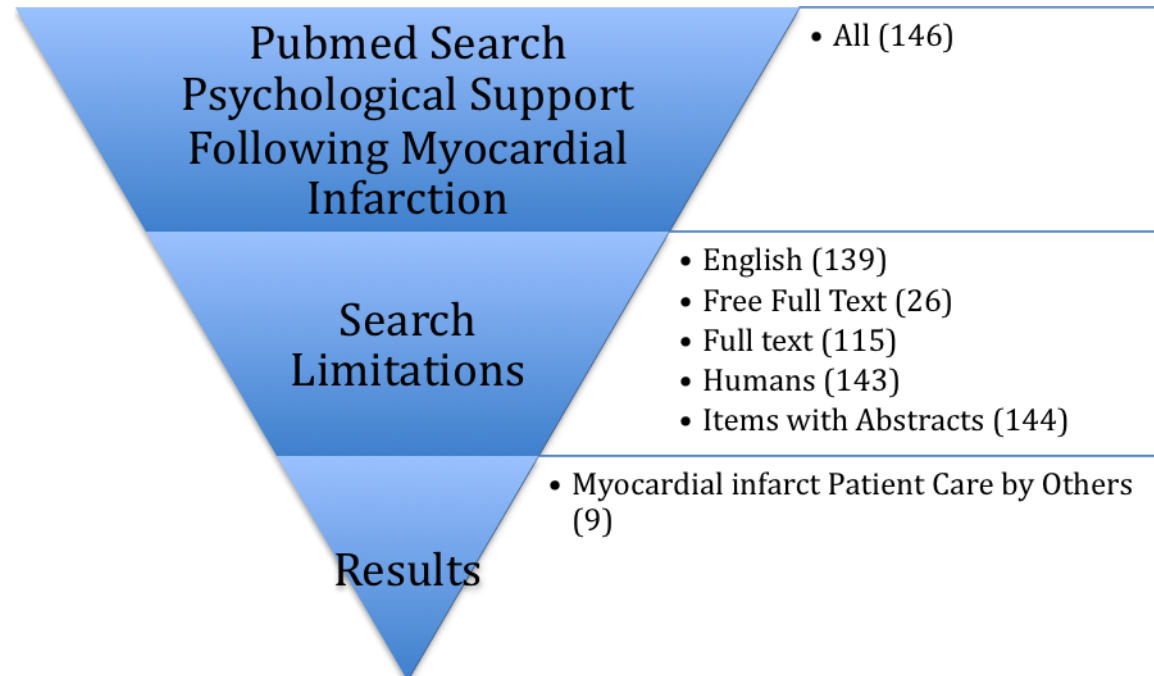 Pubmed Search
Psychological Support
Following Myocardial
Infarction
• All (146)
Search
Limitations
• English (139)
• Free Full Text (26)
• Full text (115)
• Humans (143)
• Items with Abstracts (144)
Results
• Myocardial infarct Patient Care by Others
(9)